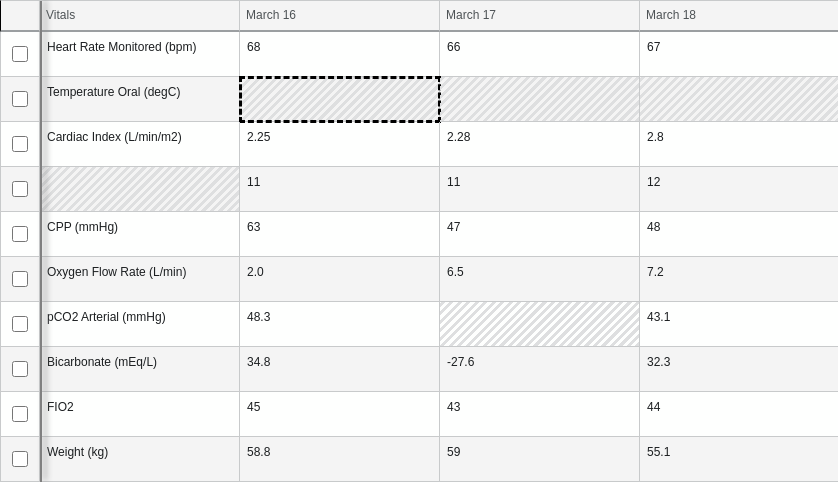 Vitals March 16 March 17 March 18
Heart Rate Monitored (bpm) 68 66 67
Temperature Oral (degC)
Cardiac Index (L/min/m2) 2.25 2.28 2.8
11 11 12
CPP (mmHg) 63 47 48
Oxygen Flow Rate (L/min) 2.0 6.5 7.2
pCO2 Arterial (mmHg) 48.3 43.1
Bicarbonate (mEq/L) 34.8 -27.6 32.3
FIO2 45 43 44
Weight (kg) 58.8 59 55.1